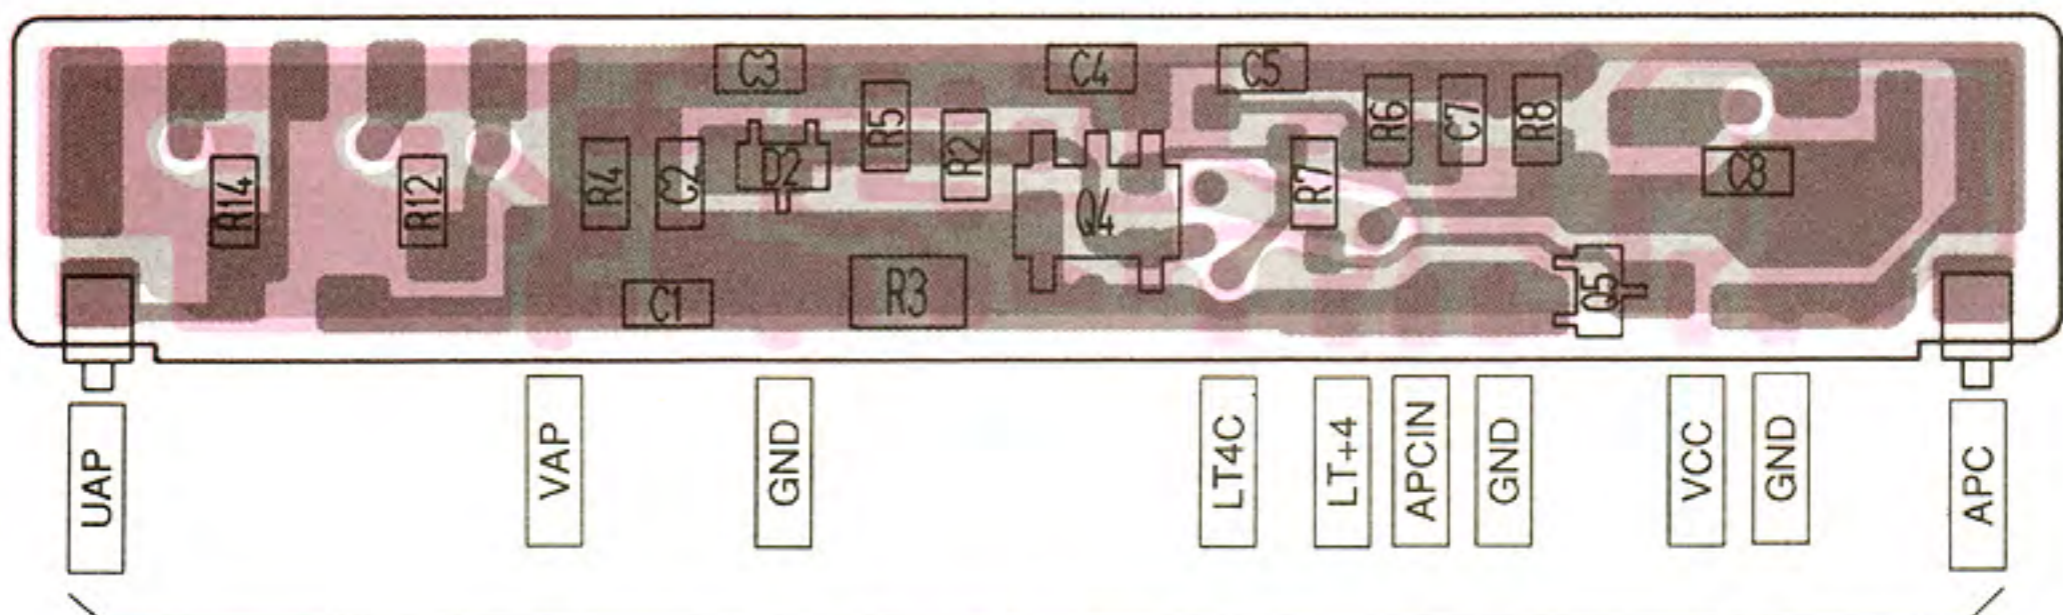 C3
C4
C5
R5
R2
R6
C7
R8
R14
R12
R4
C2
D2
Q4
R7
C8
C1
R3
Q5
UAP
VAP
GND
LT4C
LT+4
APCIN
GND
VCC
GND
APC